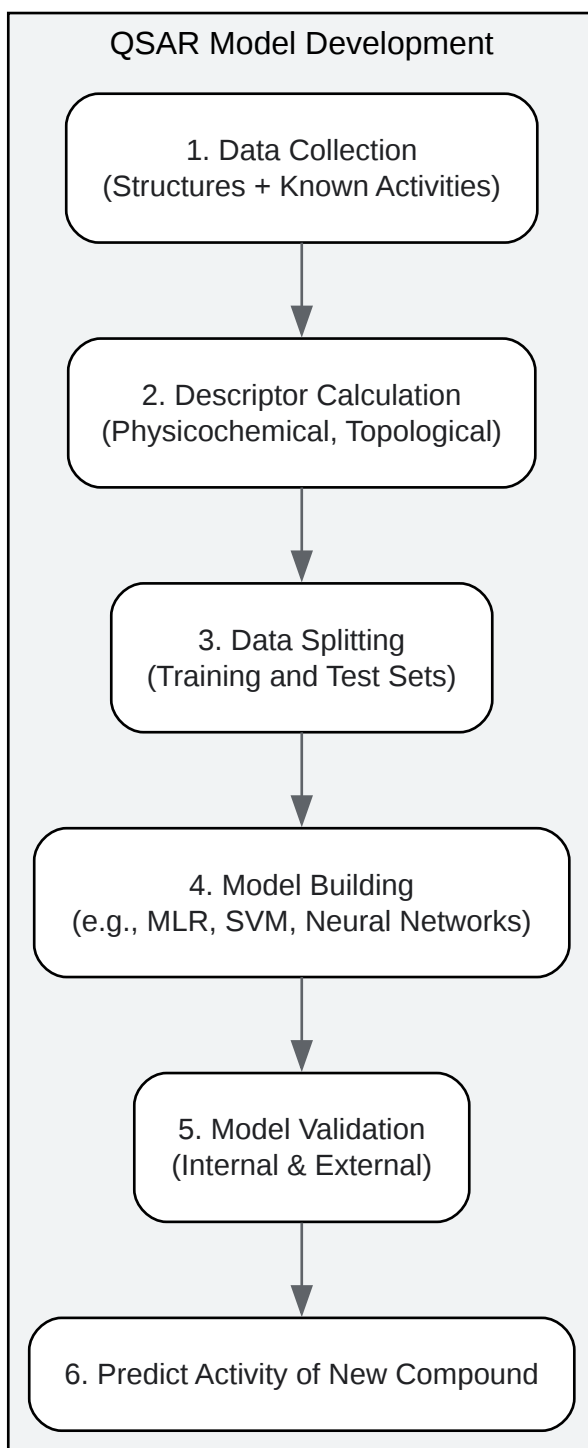 QSAR Model Development
1. Data Collection
(Structures + Known Activities)
2. Descriptor Calculation
(Physicochemical, Topological)
3. Data Splitting
(Training and Test Sets)
4. Model Building
(e.g., MLR, SVM, Neural Networks)
5. Model Validation
(Internal & External)
6. Predict Activity of New Compound